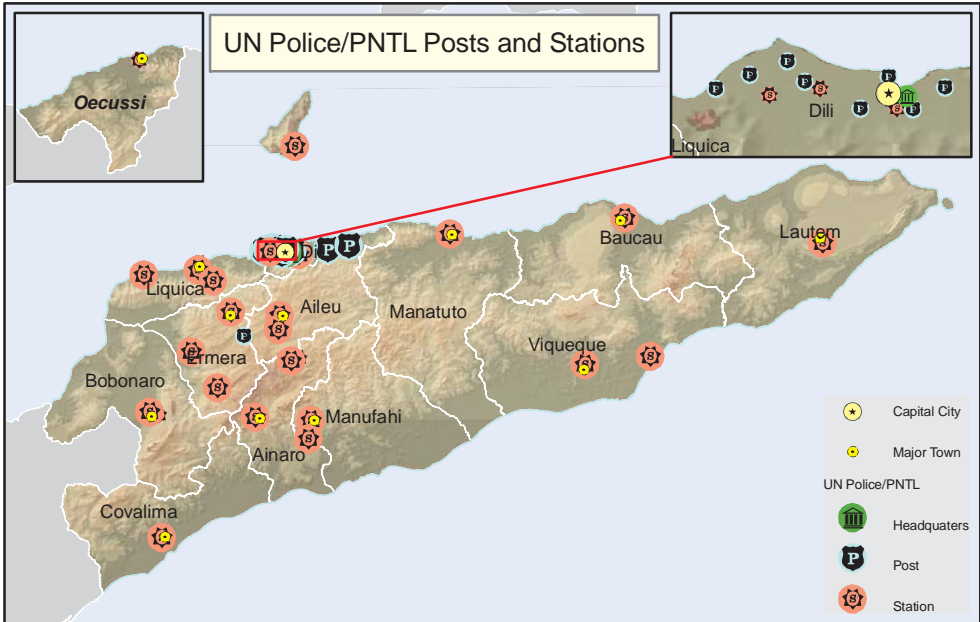 UN Police/PNTL Posts and Stations
Oecussi
Dili
Liquica
Baucau
Lautem
Liquica
Aileu
Manatuto
Ermera
Viqueque
Bobonaro
Manufahi
Ainaro
Covalima
Capital City
Major Town
UN Police/PNTL
Headquaters
P Post
S Station